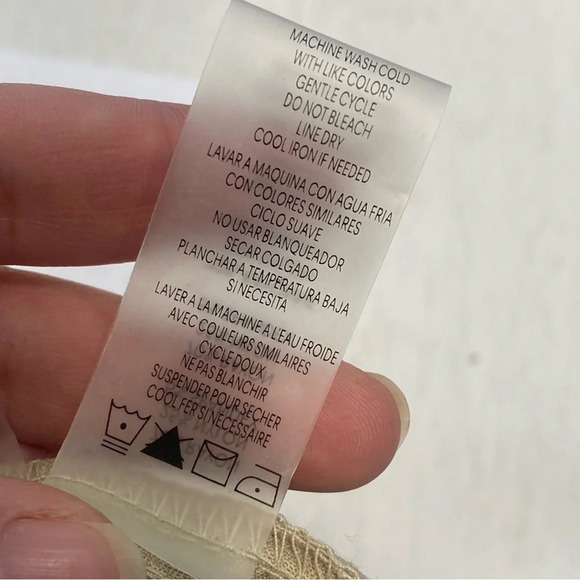 MACHINE WASH COLD
WITH LIKE COLORS
GENTLE CYCLE
DO NOT BLEACH
LINE DRY
COOL IRON IF NEEDED
LAVAR A MAQUINA CON AGUA FRIA
CON COLORES SIMILARES
CICLO SUAVE
NO USAR BLANQUEADOR
SECAR COLGADO
PLANCHAR A TEMPERATURA BAJA
SI NECESITA
LAVER A LA MACHINE A L'EAU FROIDE
AVEC COULEURS SIMILAIRES
CYCLE DOUX
NE PAS BLANCHIR
SUSPENDER POUR SECHER
COOL FER SI NÉCESSAIRE